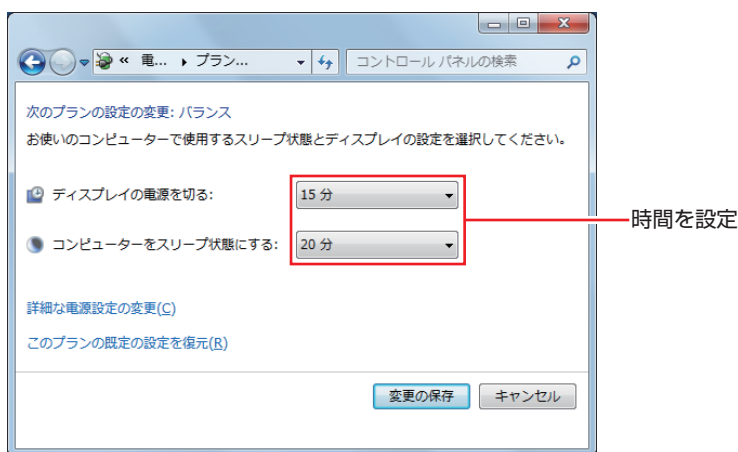 « 電... ▸ プラン...
コントロール パネルの検索
次のプランの設定の変更: バランス
お使いのコンピューターで使用するスリープ状態とディスプレイの設定を選択してください。
ディスプレイの電源を切る: 15 分
時間を設定
コンピューターをスリープ状態にする: 20 分
詳細な電源設定の変更(C)
このプランの既定の設定を復元(R)
変更の保存 キャンセル